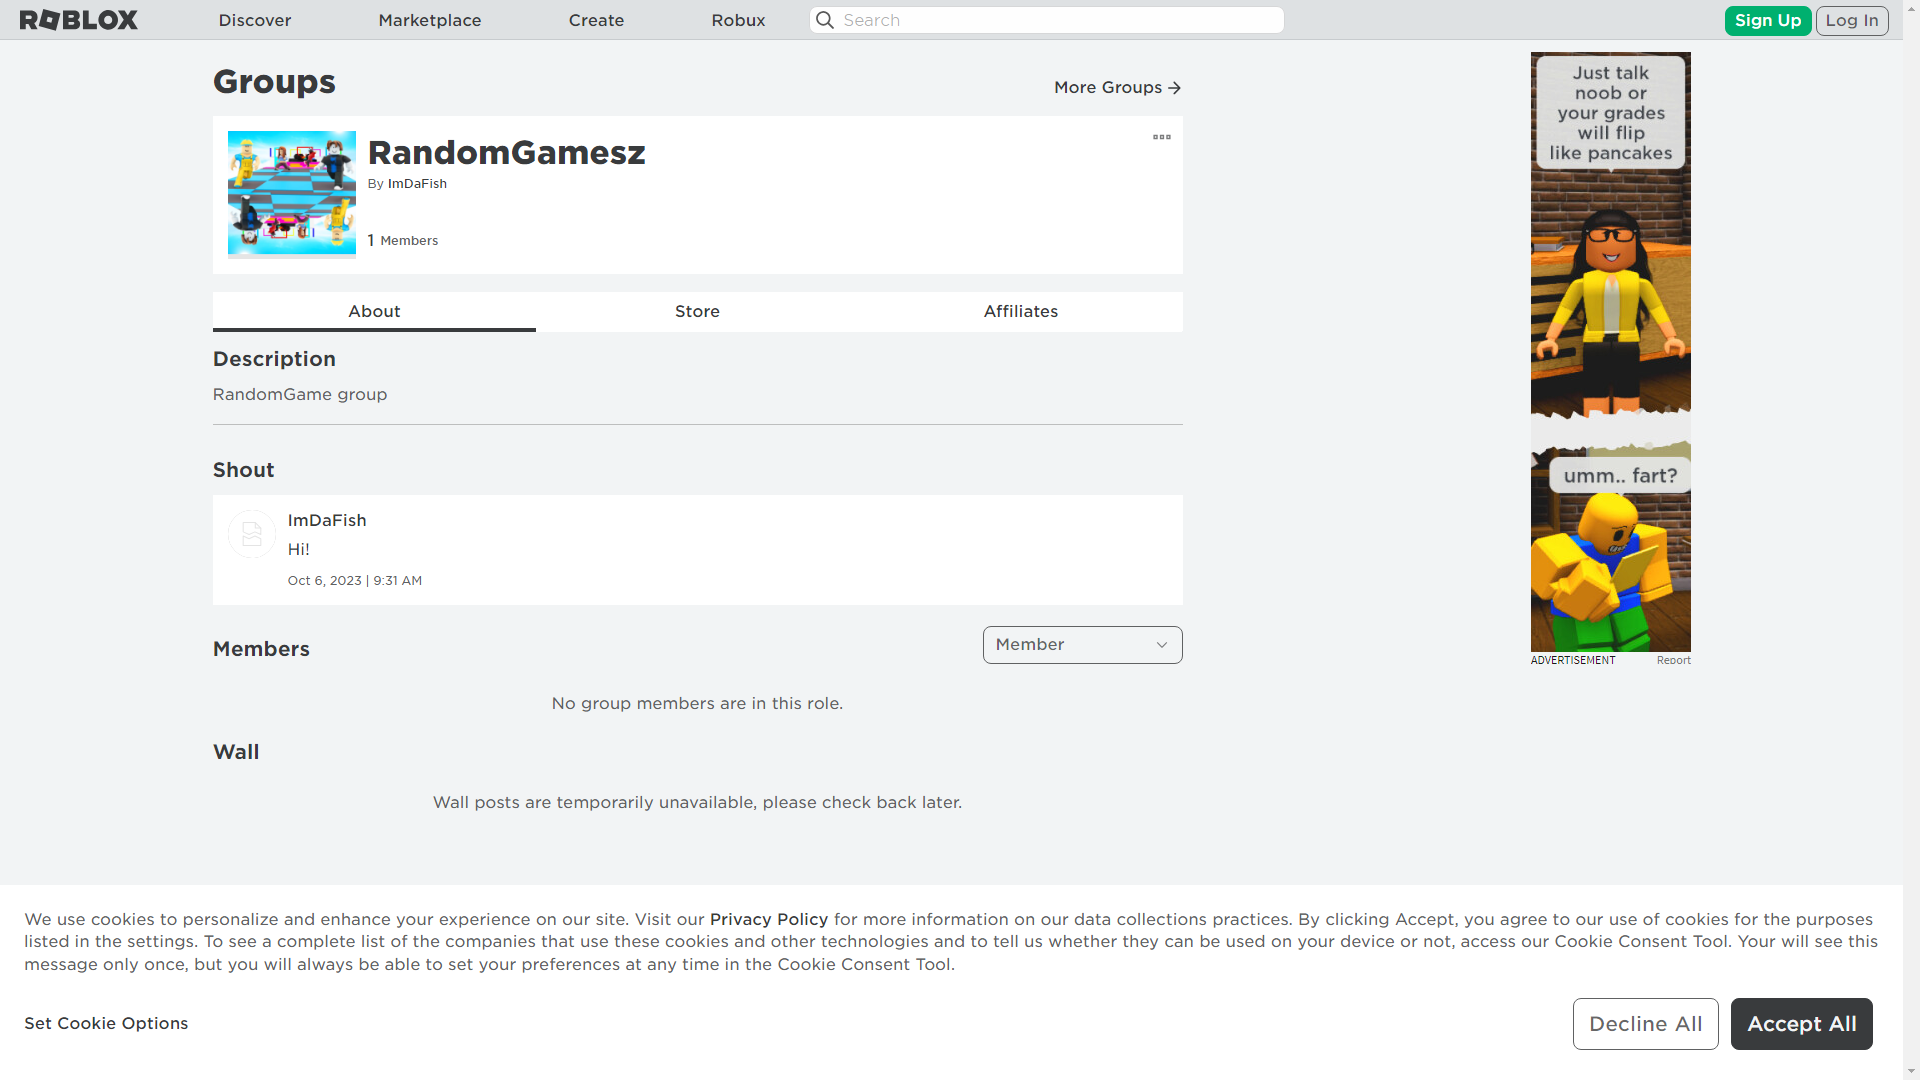 ROBLOX
Discover
Marketplace
Create
Robux
Search
Sign Up
Log In
Groups
More Groups
RandomGamesz
By ImDaFish
1 Members
About
Store
Affiliates
Description
RandomGame group
Shout
ImDaFish
Hi!
Oct 6, 2023 | 9:31 AM
Members
Member
No group members are in this role.
Wall
Wall posts are temporarily unavailable, please check back later.
Just talk
noob or
your grades
will flip
like pancakes
umm.. fart?
ADVERTISEMENT
Report
We use cookies to personalize and enhance your experience on our site. Visit our Privacy Policy for more information on our data collections practices. By clicking Accept, you agree to our use of cookies for the purposes
listed in the settings. To see a complete list of the companies that use these cookies and other technologies and to tell us whether they can be used on your device or not, access our Cookie Consent Tool. Your will see this
message only once, but you will always be able to set your preferences at any time in the Cookie Consent Tool.
Set Cookie Options
Decline All
Accept All